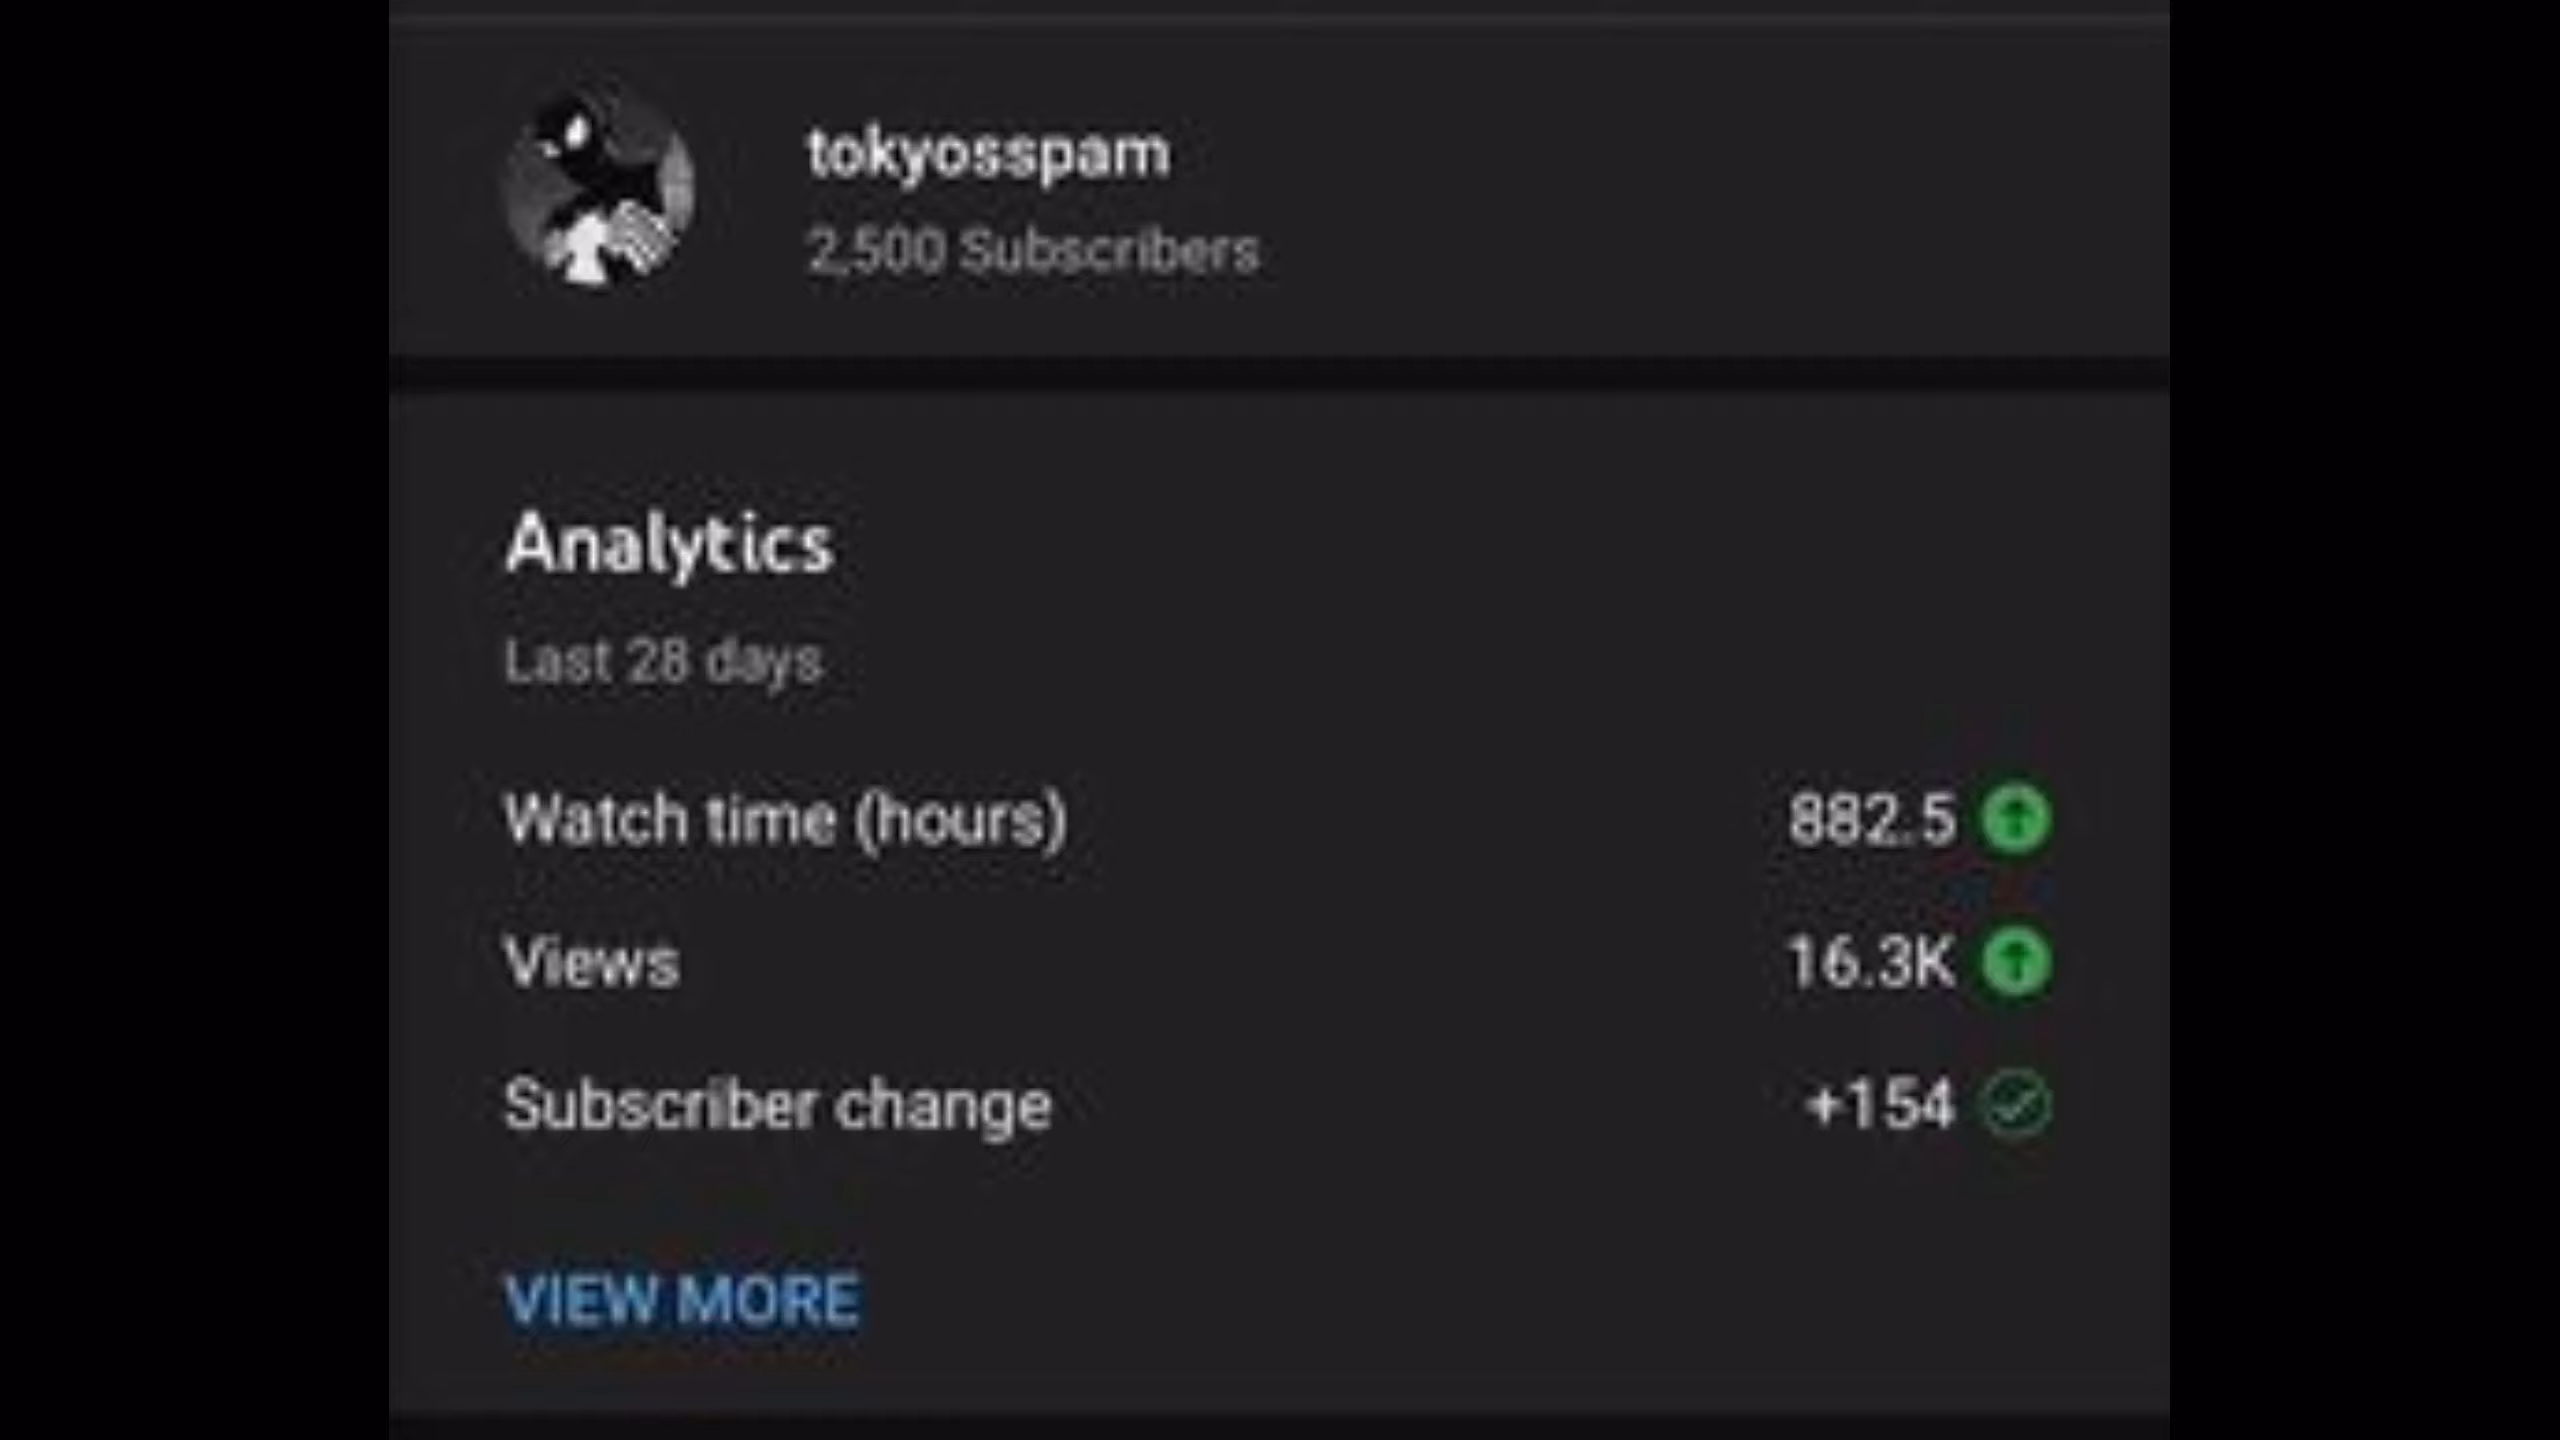 tokyosspam
2,500 Subscribers
Analytics
Last 28 days
Watch time (hours) 882.5
Views 16.3K
Subscriber change +154
VIEW MORE